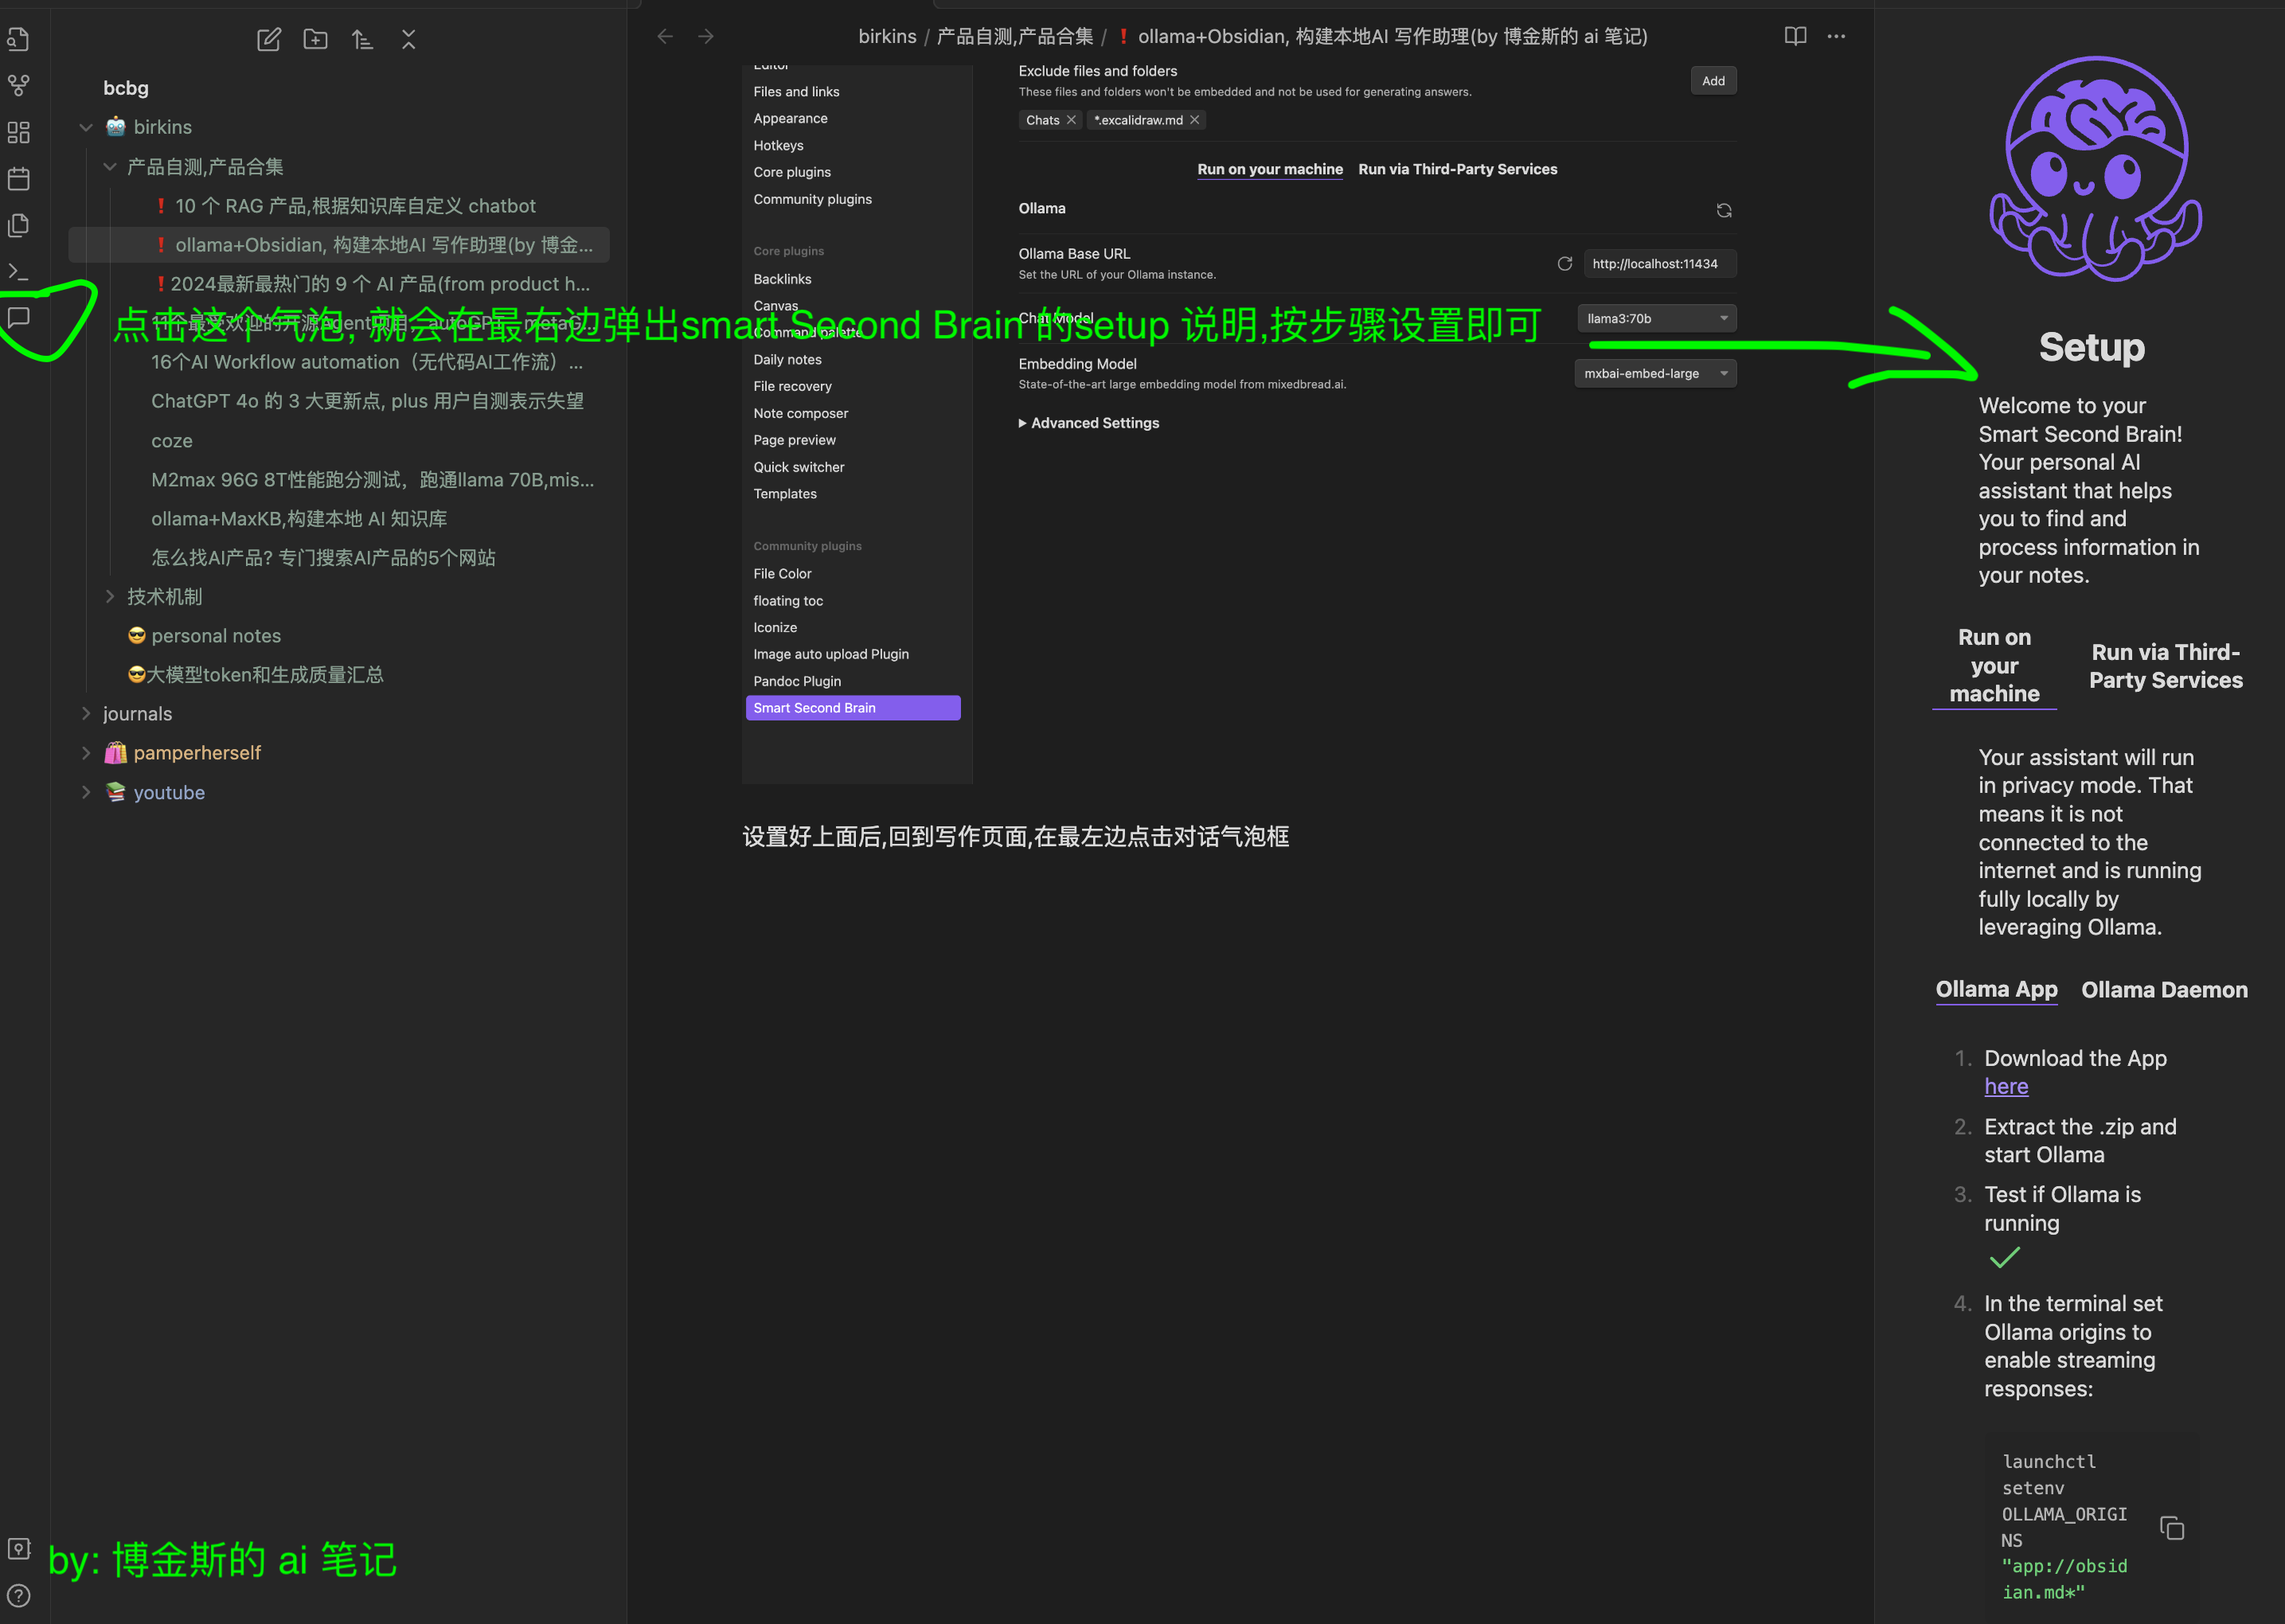 bcbg
birkins
产品自测,产品合集
❗ 10 个 RAG 产品,根据知识库自定义 chatbot
❗ ollama+Obsidian, 构建本地AI 写作助理(by 博金...
❗2024最新最热门的 9 个 AI 产品(from product h...
16个AI Workflow automation（无代码AI工作流）...
ChatGPT 4o 的 3 大更新点, plus 用户自测表示失望
coze
M2max 96G 8T性能跑分测试，跑通llama 70B,mis...
ollama+MaxKB,构建本地 AI 知识库
怎么找AI产品? 专门搜索AI产品的5个网站
技术机制
😎 personal notes
😎大模型token和生成质量汇总
journals
pamperherself
youtube
点击这个气泡, 就会在最右边弹出smart Second Brain 的setup 说明,按步骤设置即可
by: 博金斯的 ai 笔记
birkins / 产品自测,产品合集 / ❗ ollama+Obsidian, 构建本地AI 写作助理(by 博金斯的 ai 笔记)
Editor
Files and links
Appearance
Hotkeys
Core plugins
Community plugins
Core plugins
Backlinks
Canvas
Command palette
Daily notes
File recovery
Note composer
Page preview
Quick switcher
Templates
Community plugins
File Color
floating toc
Iconize
Image auto upload Plugin
Pandoc Plugin
Smart Second Brain
Exclude files and folders
These files and folders won't be embedded and not be used for generating answers.
Add
Chats
*.excalidraw.md
Run on your machine Run via Third-Party Services
Ollama
Ollama Base URL
Set the URL of your Ollama instance.
http://localhost:11434
Chat Model
llama3:70b
Embedding Model
State-of-the-art large embedding model from mixedbread.ai.
mxbai-embed-large
Advanced Settings
设置好上面后,回到写作页面,在最左边点击对话气泡框
Setup
Welcome to your
Smart Second Brain!
Your personal AI
assistant that helps
you to find and
process information in
your notes.
Run on
your
machine
Run via Third-
Party Services
Your assistant will run
in privacy mode. That
means it is not
connected to the
internet and is running
fully locally by
leveraging Ollama.
Ollama App Ollama Daemon
1. Download the App
here
2. Extract the .zip and
start Ollama
3. Test if Ollama is
running
4. In the terminal set
Ollama origins to
enable streaming
responses:
launchctl
setenv
OLLAMA_ORIGI
NS
"app://obsid
ian.md*"